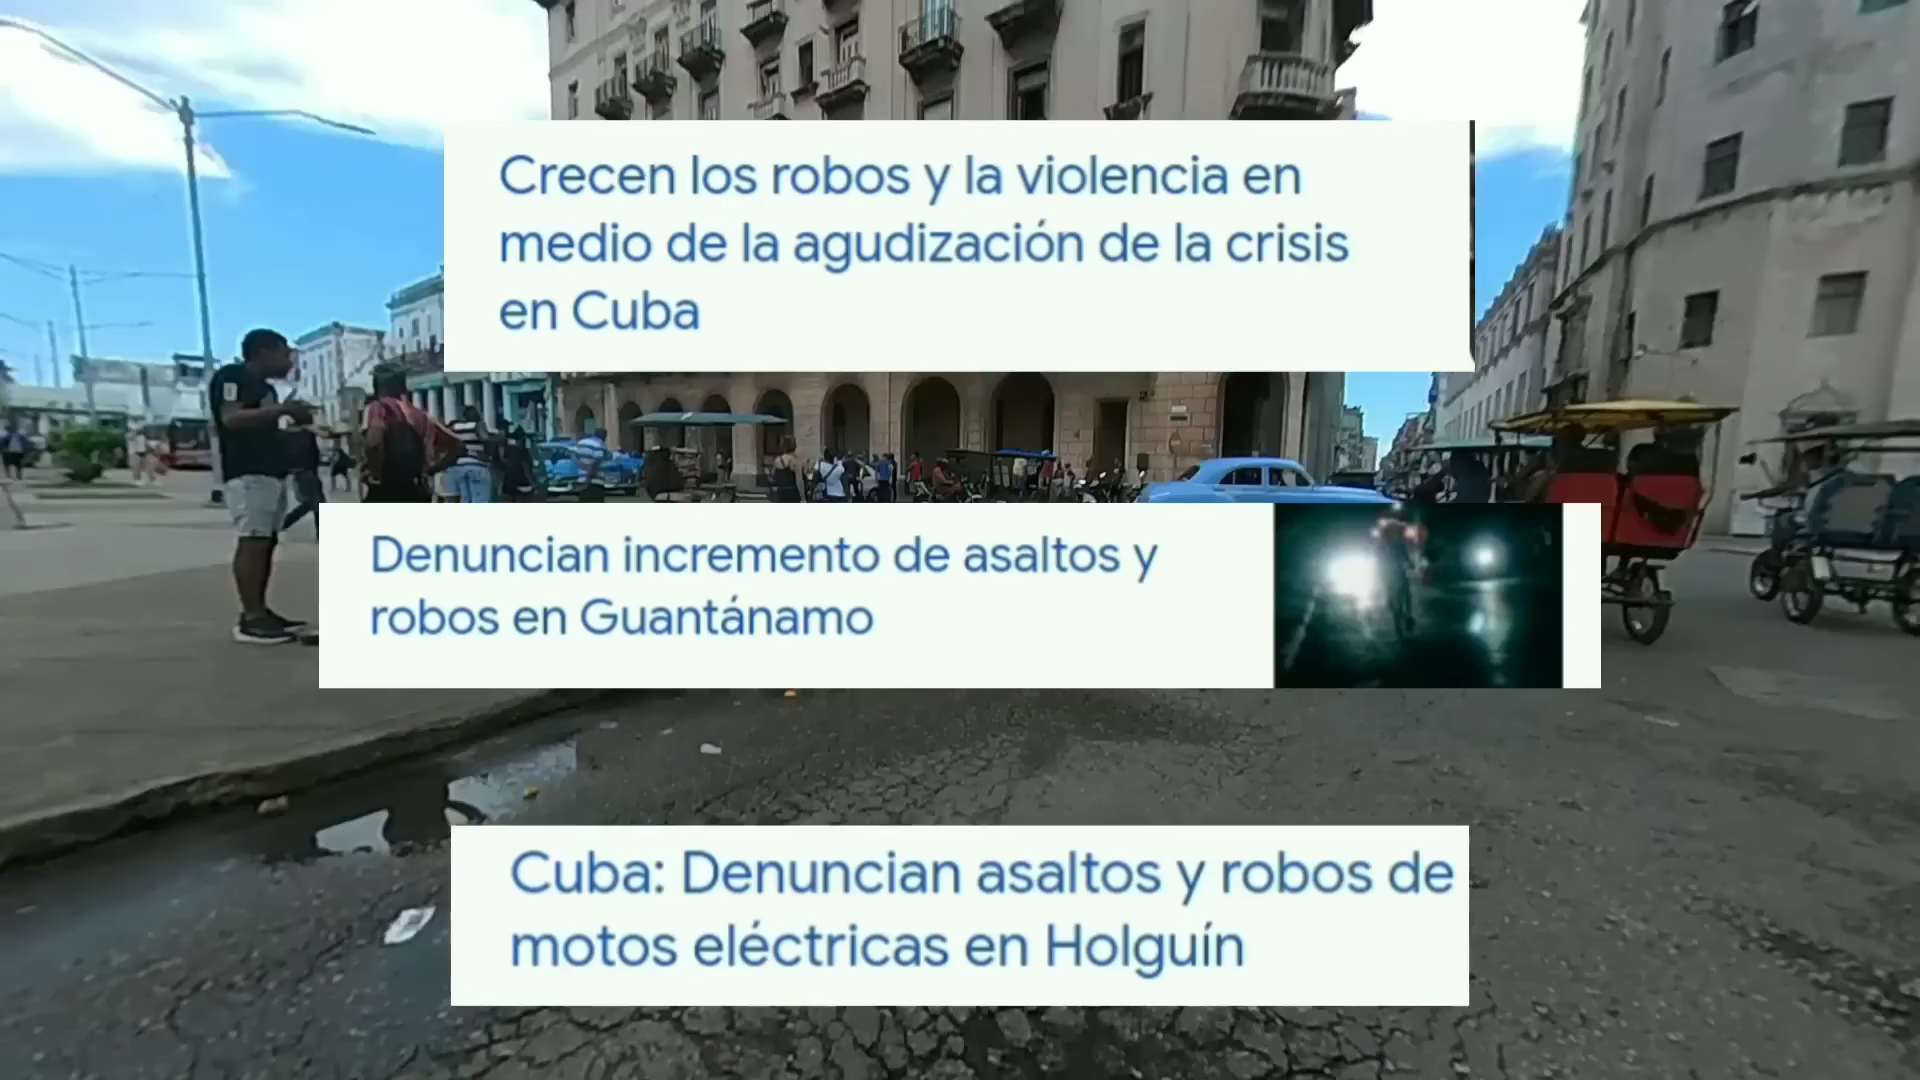 Crecen los robos y la violencia en
medio de la agudización de la crisis
en Cuba
Denuncian incremento de asaltos y
robos en Guantánamo
Cuba: Denuncian asaltos y robos de
motos eléctricas en Holguín